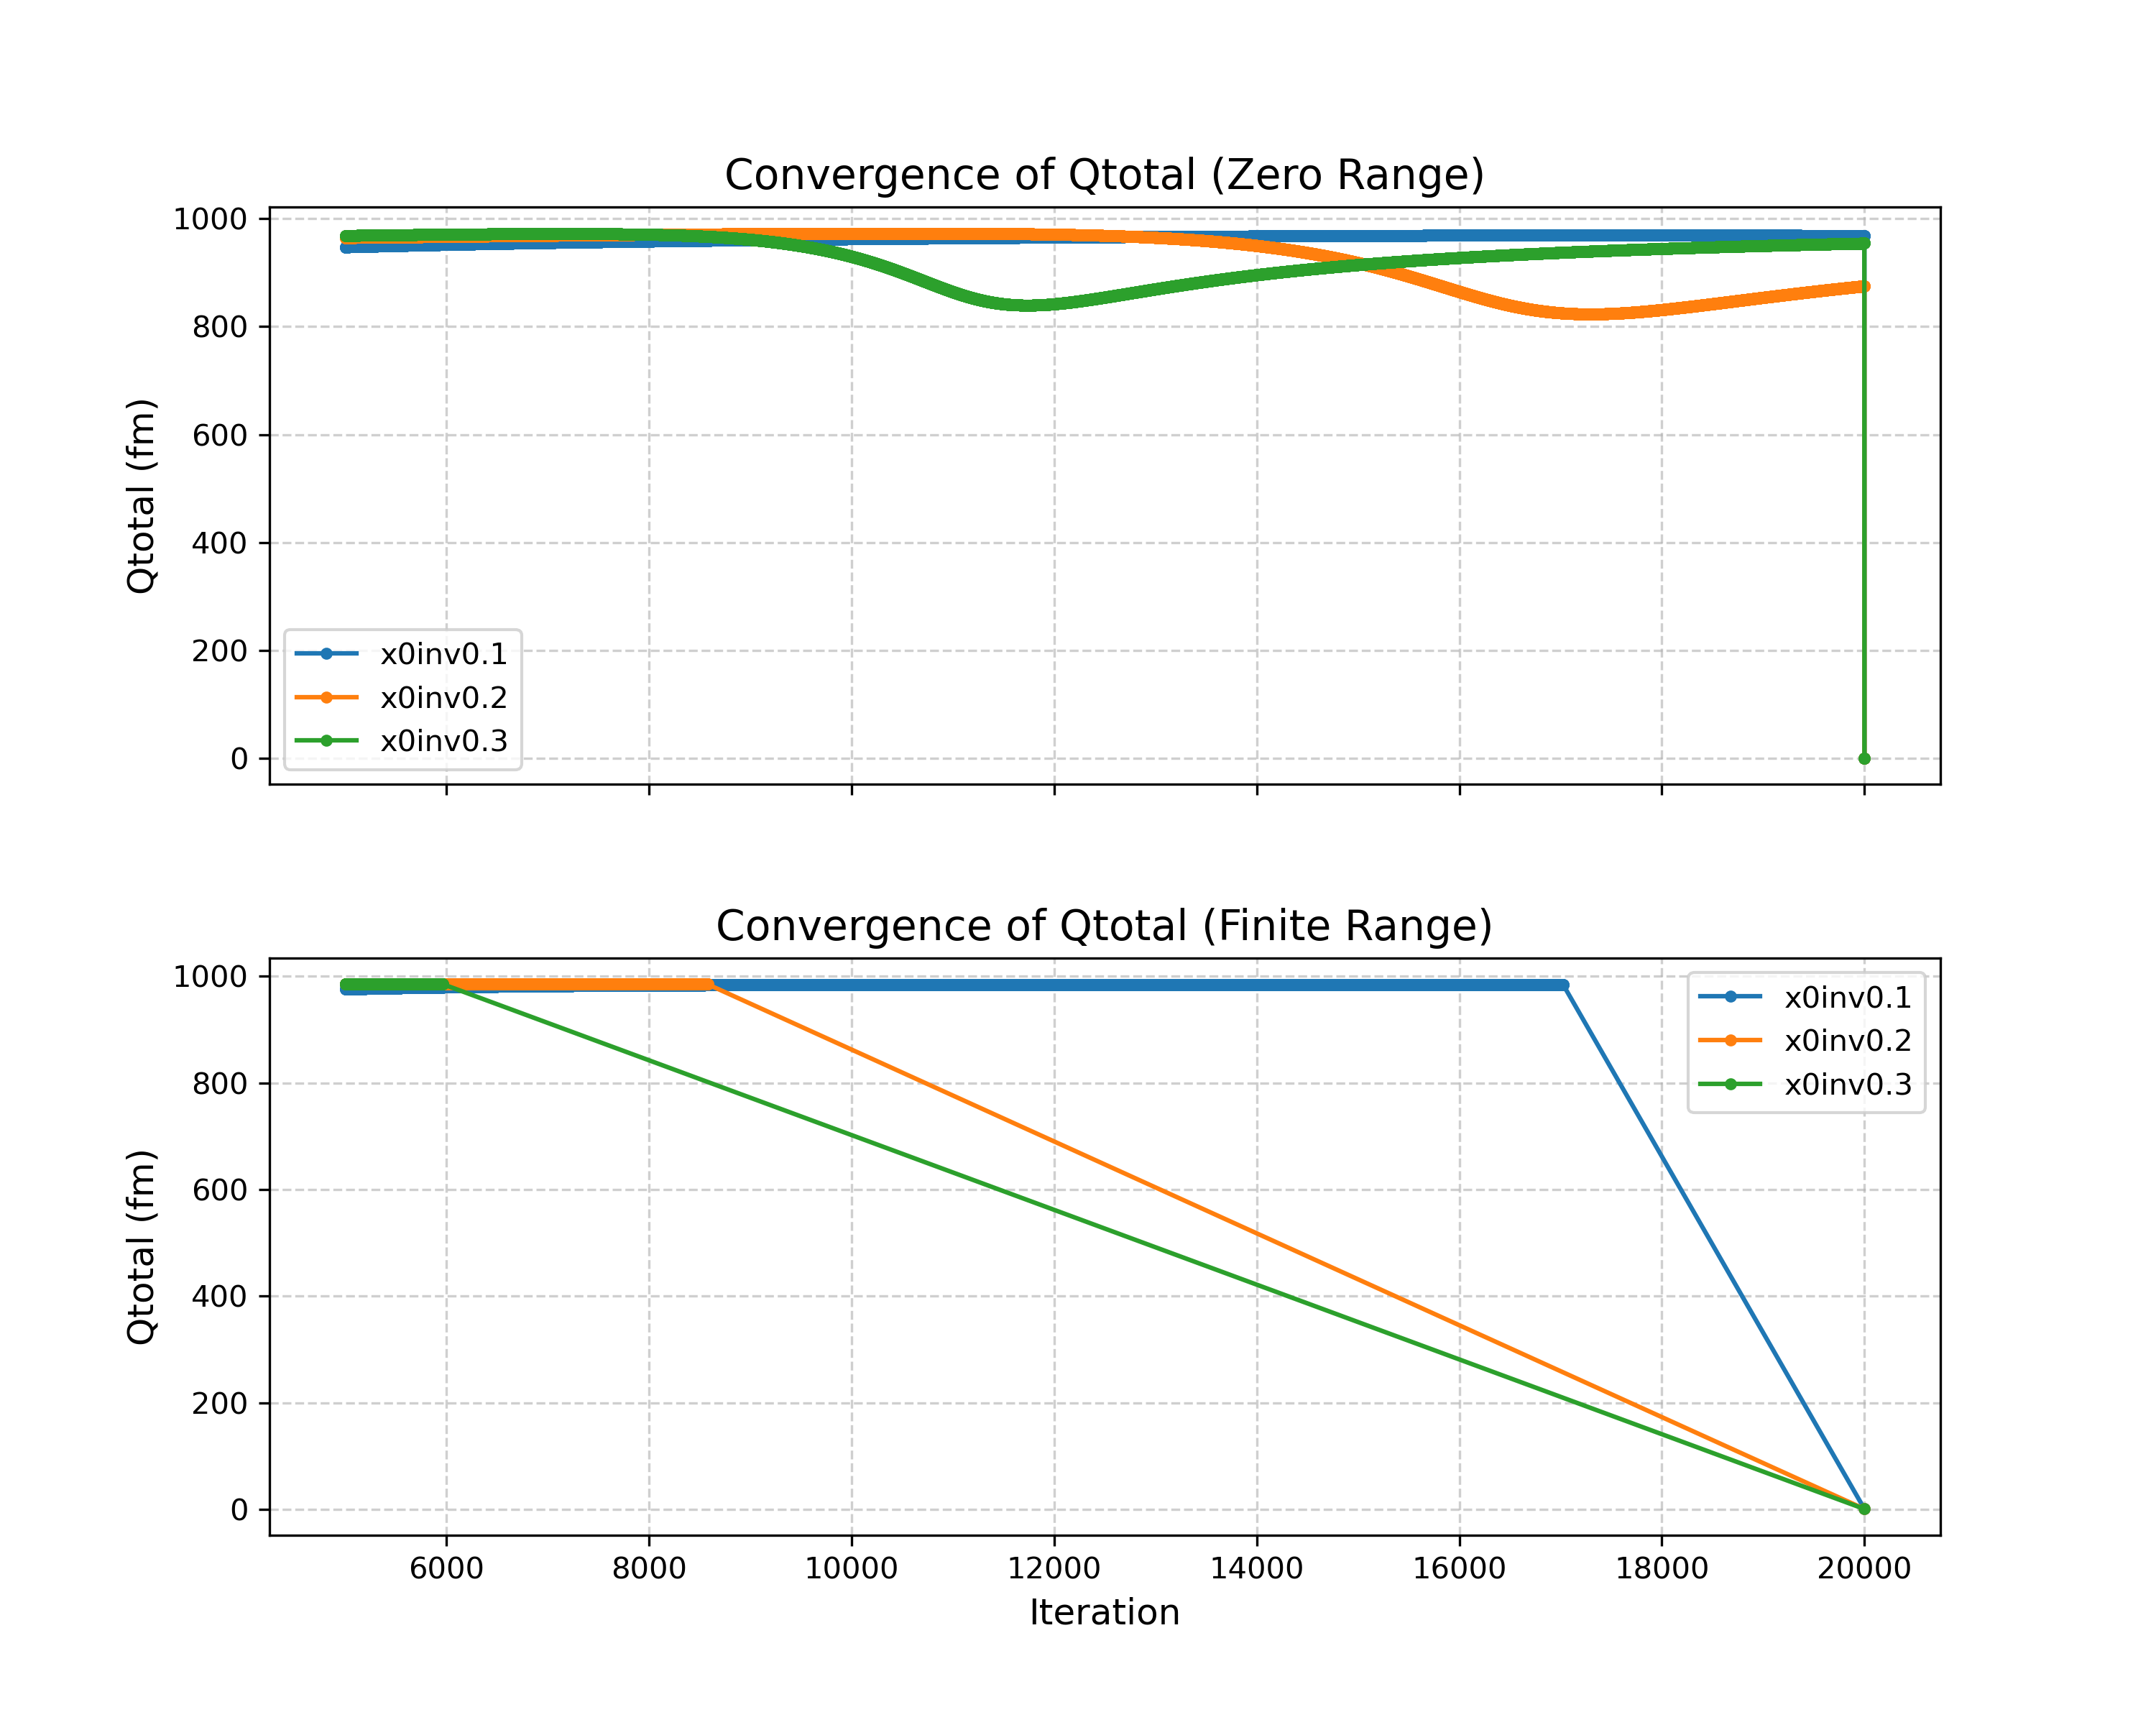 Convergence of Qtotal (Zero Range)
1000
800
600
400
200
0
Qtotal (fm)
x0inv0.1
x0inv0.2
x0inv0.3
Convergence of Qtotal (Finite Range)
1000
800
600
400
200
0
Qtotal (fm)
x0inv0.1
x0inv0.2
x0inv0.3
6000 8000 10000 12000 14000 16000 18000 20000
Iteration